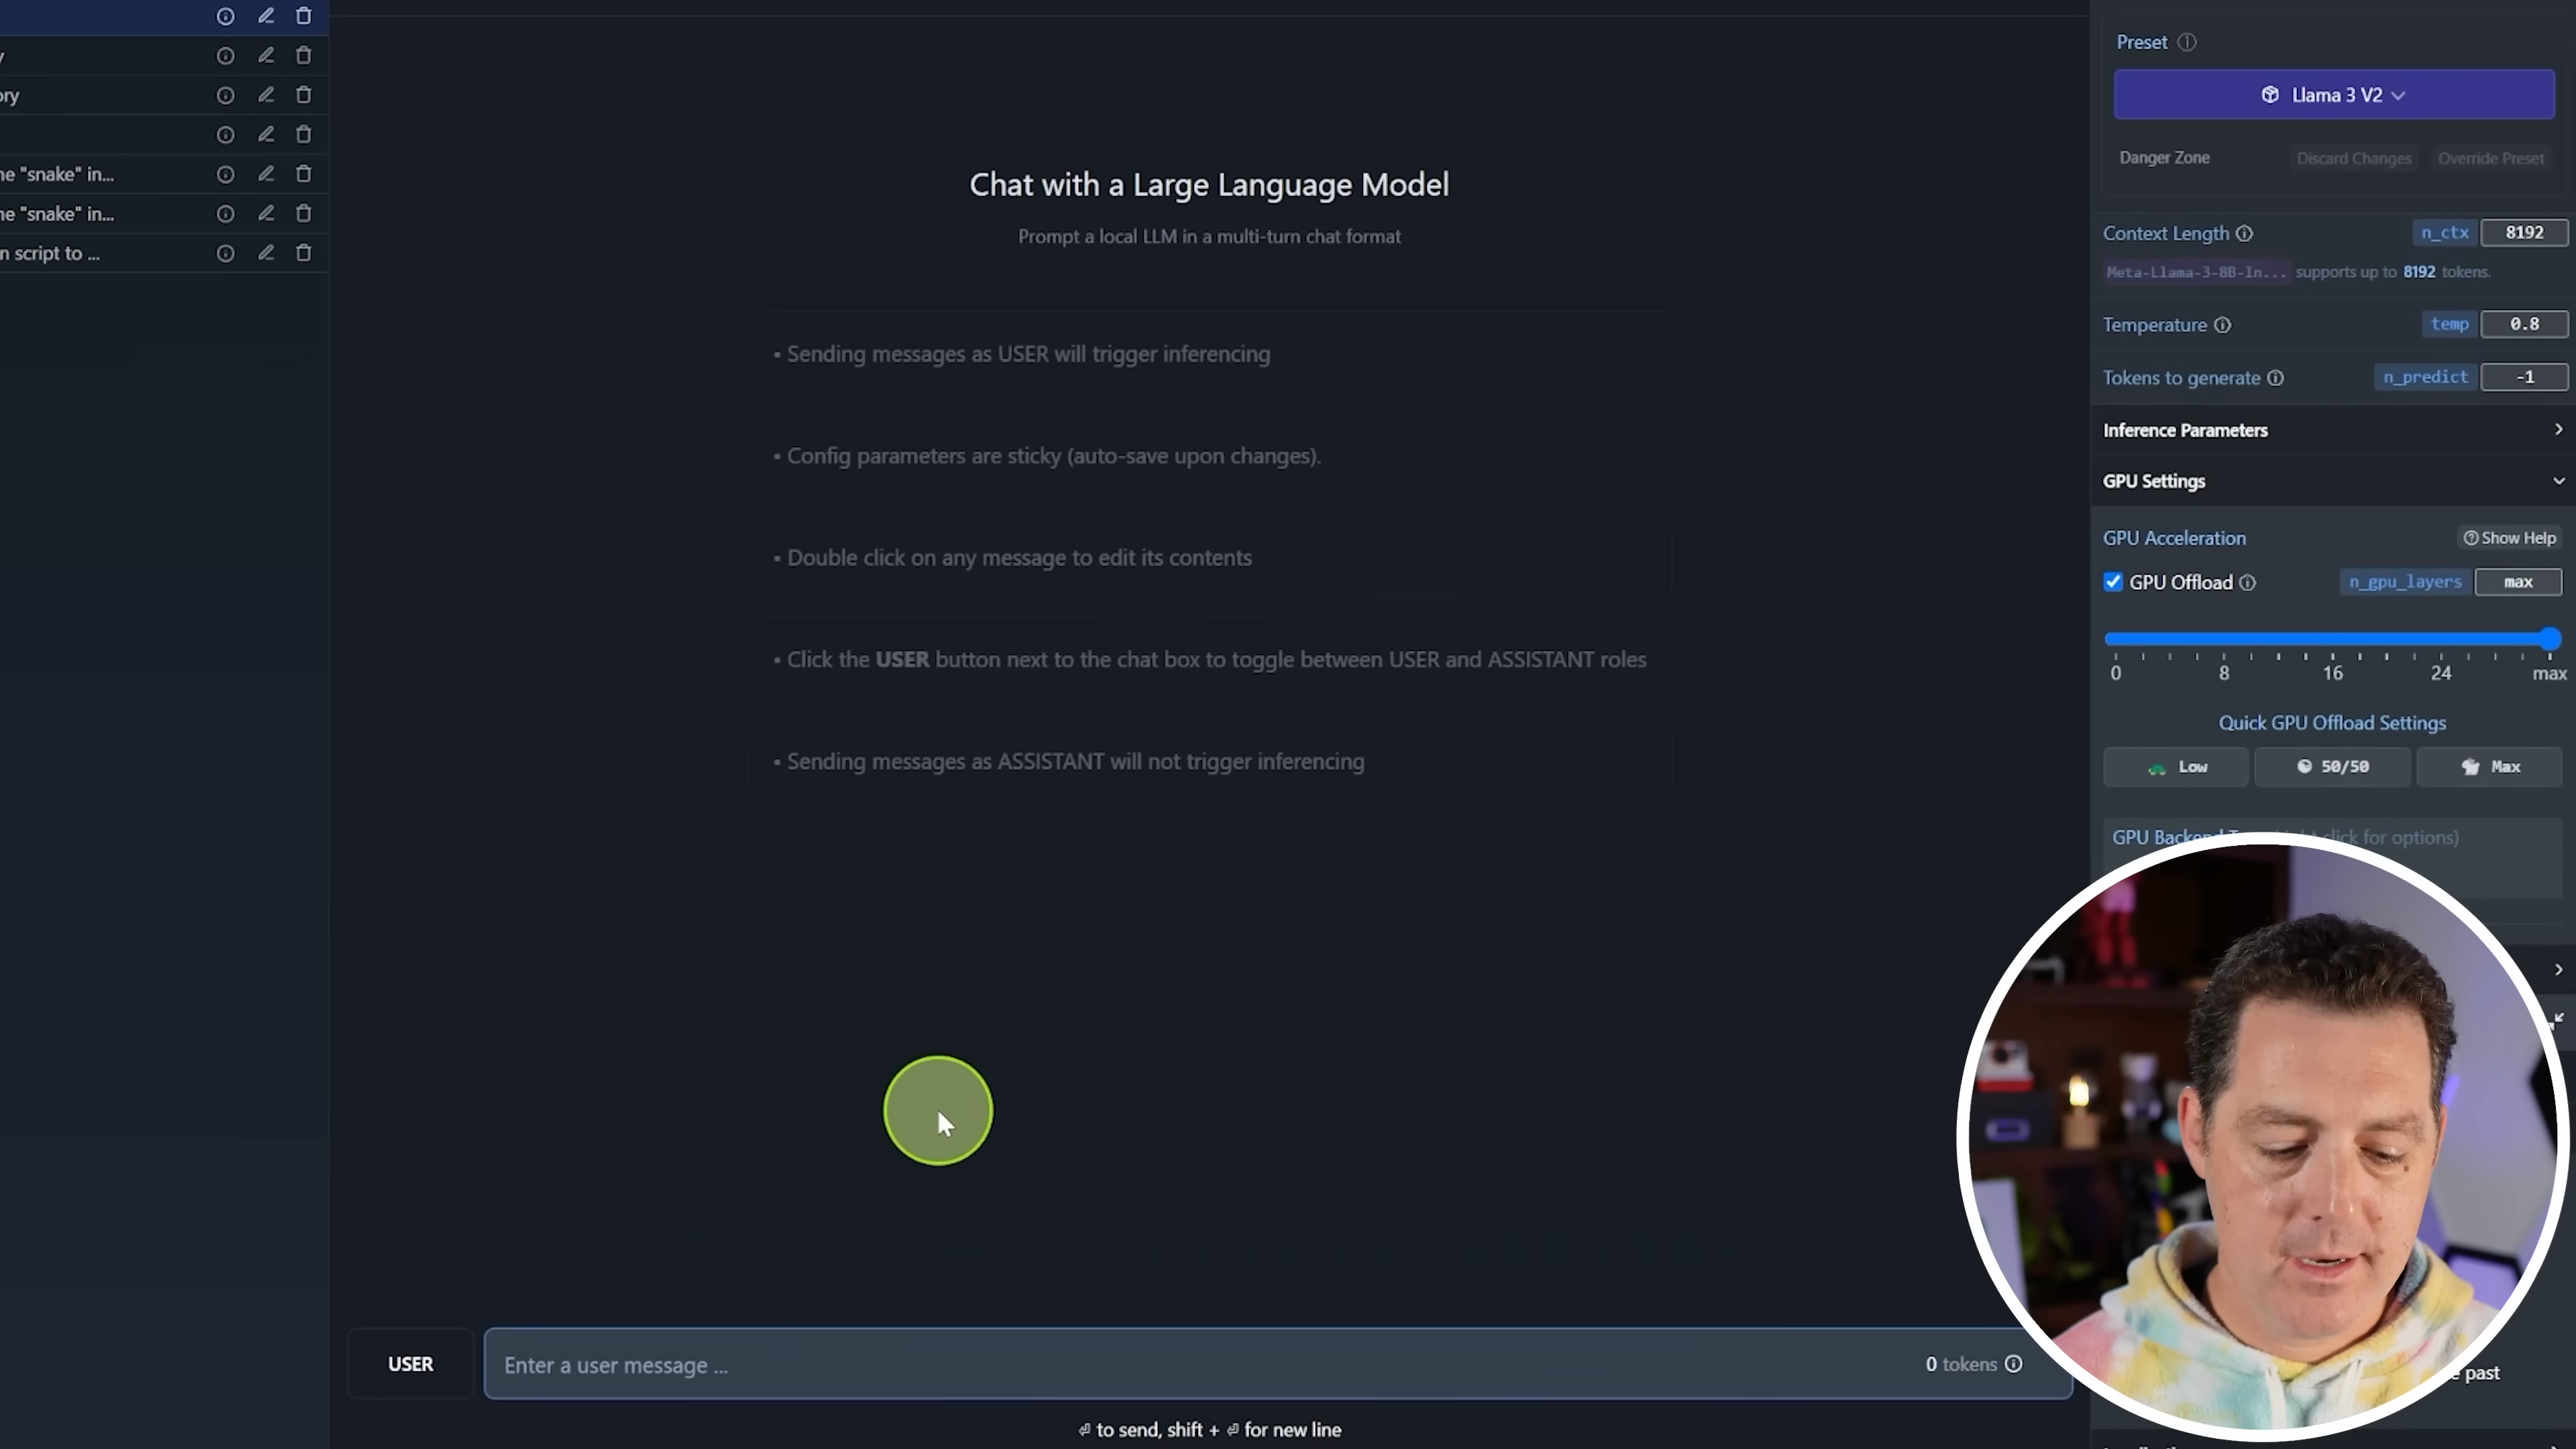 ory
ne "snake" in...
ne "snake" in...
n script to ...
Chat with a Large Language Model
Prompt a local LLM in a multi-turn chat format
• Sending messages as USER will trigger inferencing
• Config parameters are sticky (auto-save upon changes).
• Double click on any message to edit its contents
• Click the USER button next to the chat box to toggle between USER and ASSISTANT roles
• Sending messages as ASSISTANT will not trigger inferencing
USER
Enter a user message ...
0 tokens
to send, shift + for new line
Preset
Llama 3 V2
Danger Zone Discard Changes Override Preset
Context Length n_ctx 8192
Meta-Llama-3-8B-In... supports up to 8192 tokens.
Temperature temp 0.8
Tokens to generate n_predict -1
Inference Parameters
GPU Settings
GPU Acceleration Show Help
GPU Offload n_gpu_layers max
0 8 16 24 max
Quick GPU Offload Settings
Low 50/50 Max
GPU Backend click for options)
past